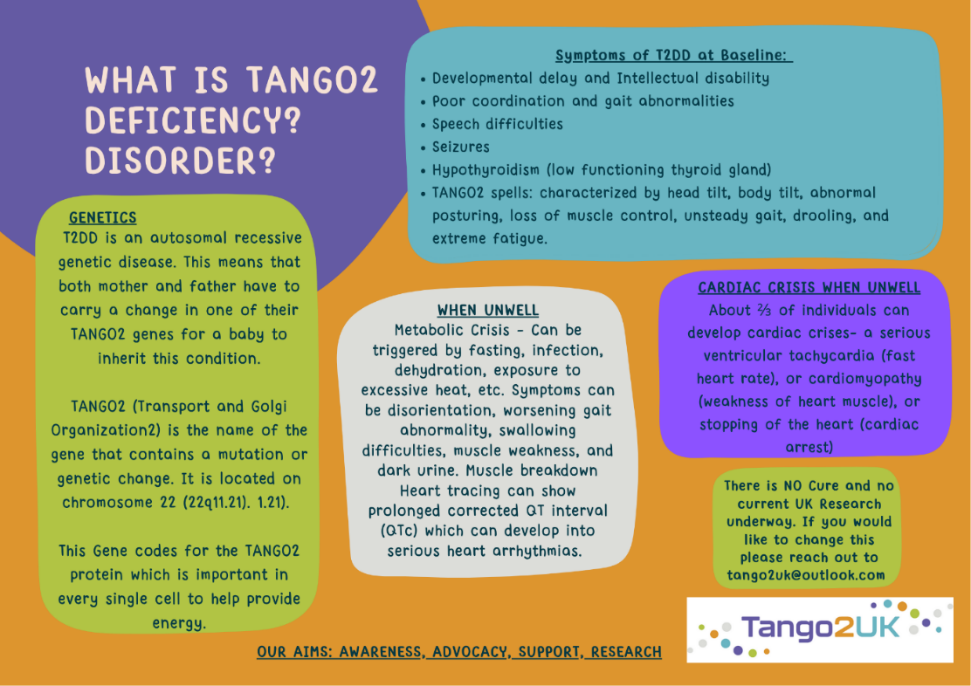 WHAT IS TANGO2
DEFICIENCY?
DISORDER?
Symptoms of T2DD at Baseline:
• Developmental delay and Intellectual disability
• Poor coordination and gait abnormalities
• Speech difficulties
• Seizures
• Hypothyroidism (low functioning thyroid gland)
• TANGO2 spells: characterized by head tilt, body tilt, abnormal
posturing, loss of muscle control, unsteady gait, drooling, and
extreme fatigue.
GENETICS
T2DD is an autosomal recessive
genetic disease. This means that
both mother and father have to
carry a change in one of their
TANGO2 genes for a baby to
inherit this condition.
TANGO2 (Transport and Golgi
Organization2) is the name of the
gene that contains a mutation or
genetic change. It is located on
chromosome 22 (22q11.21). 1.21).
This Gene codes for the TANGO2
protein which is important in
every single cell to help provide
energy.
WHEN UNWELL
Metabolic Crisis - Can be
triggered by fasting, infection,
dehydration, exposure to
excessive heat, etc. Symptoms can
be disorientation, worsening gait
abnormality, swallowing
difficulties, muscle weakness, and
dark urine. Muscle breakdown
Heart tracing can show
prolonged corrected QT interval
(QTc) which can develop into
serious heart arrhythmias.
CARDIAC CRISIS WHEN UNWELL
About ⅔ of individuals can
develop cardiac crises- a serious
ventricular tachycardia (fast
heart rate), or cardiomyopathy
(weakness of heart muscle), or
stopping of the heart (cardiac
arrest)
There is NO Cure and no
current UK Research
underway. If you would
like to change this
please reach out to
tango2uk@outlook.com
Tango2UK
OUR AIMS: AWARENESS, ADVOCACY, SUPPORT, RESEARCH